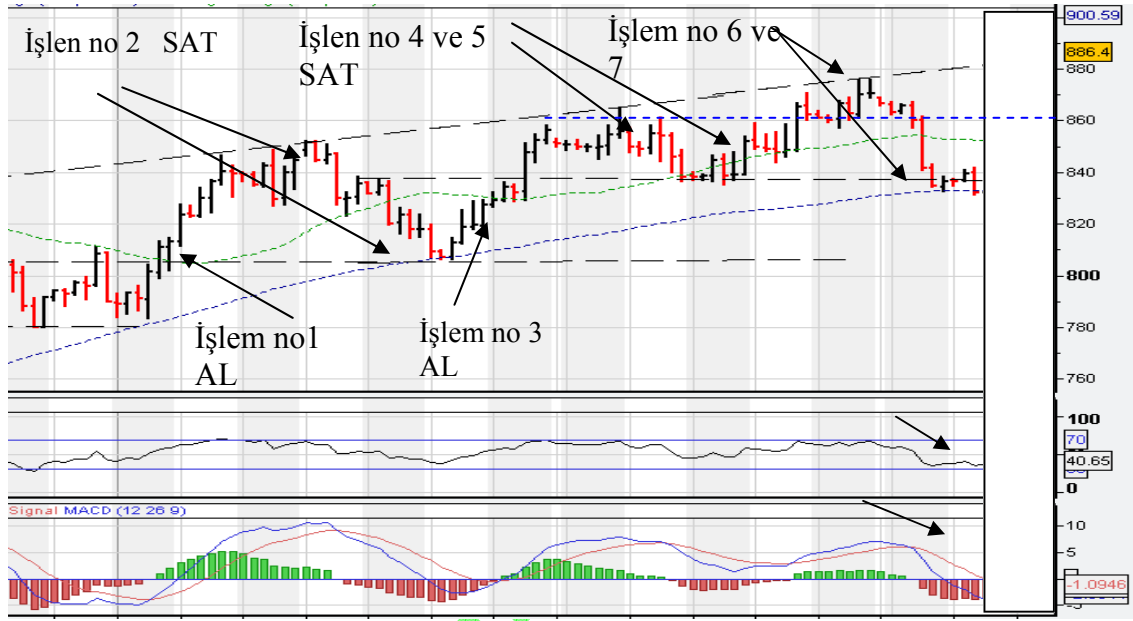 900.59
İşlen no 2 SAT
İşlen no 4 ve 5
SAT
İşlem no 6 ve
7
886.4
880
860
840
820
800
780
760
İşlem no1
AL
İşlem no 3
AL
100
70
40.65
0
Signal MACD (12 26 9)
10
5
-1.0946
-5